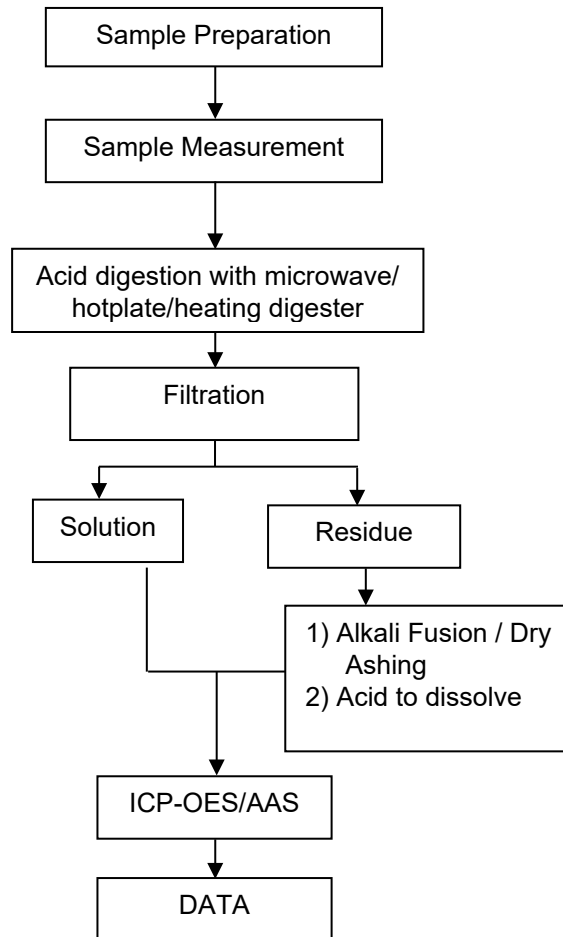 Sample Preparation
Sample Measurement
Acid digestion with microwave/
hotplate/heating digester
Filtration
Solution
Residue
1) Alkali Fusion / Dry
Ashing
2) Acid to dissolve
ICP-OES/AAS
DATA